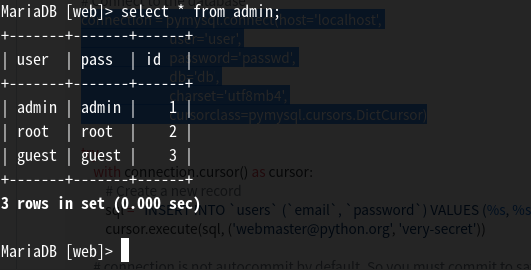 MariaDB [web]> select * from admin;
+-------+-------+------+
| user  | pass  | id   |
+-------+-------+------+
| admin | admin |    1 |
| root  | root  |    2 |
| guest | guest |    3 |
+-------+-------+------+
3 rows in set (0.000 sec)
MariaDB [web]>
connection = pymysql.connect(host='localhost',
user='user',
password='passwd',
db='db',
charset='utf8mb4',
cursorclass=pymysql.cursors.DictCursor)
with connection.cursor() as cursor:
# Create a new record
sql = "INSERT INTO `users` (`email`, `password`) VALUES (%s, %s
cursor.execute(sql, ('webmaster@python.org', 'very-secret'))
# connection is not autocommit by default. So you must commit to sa